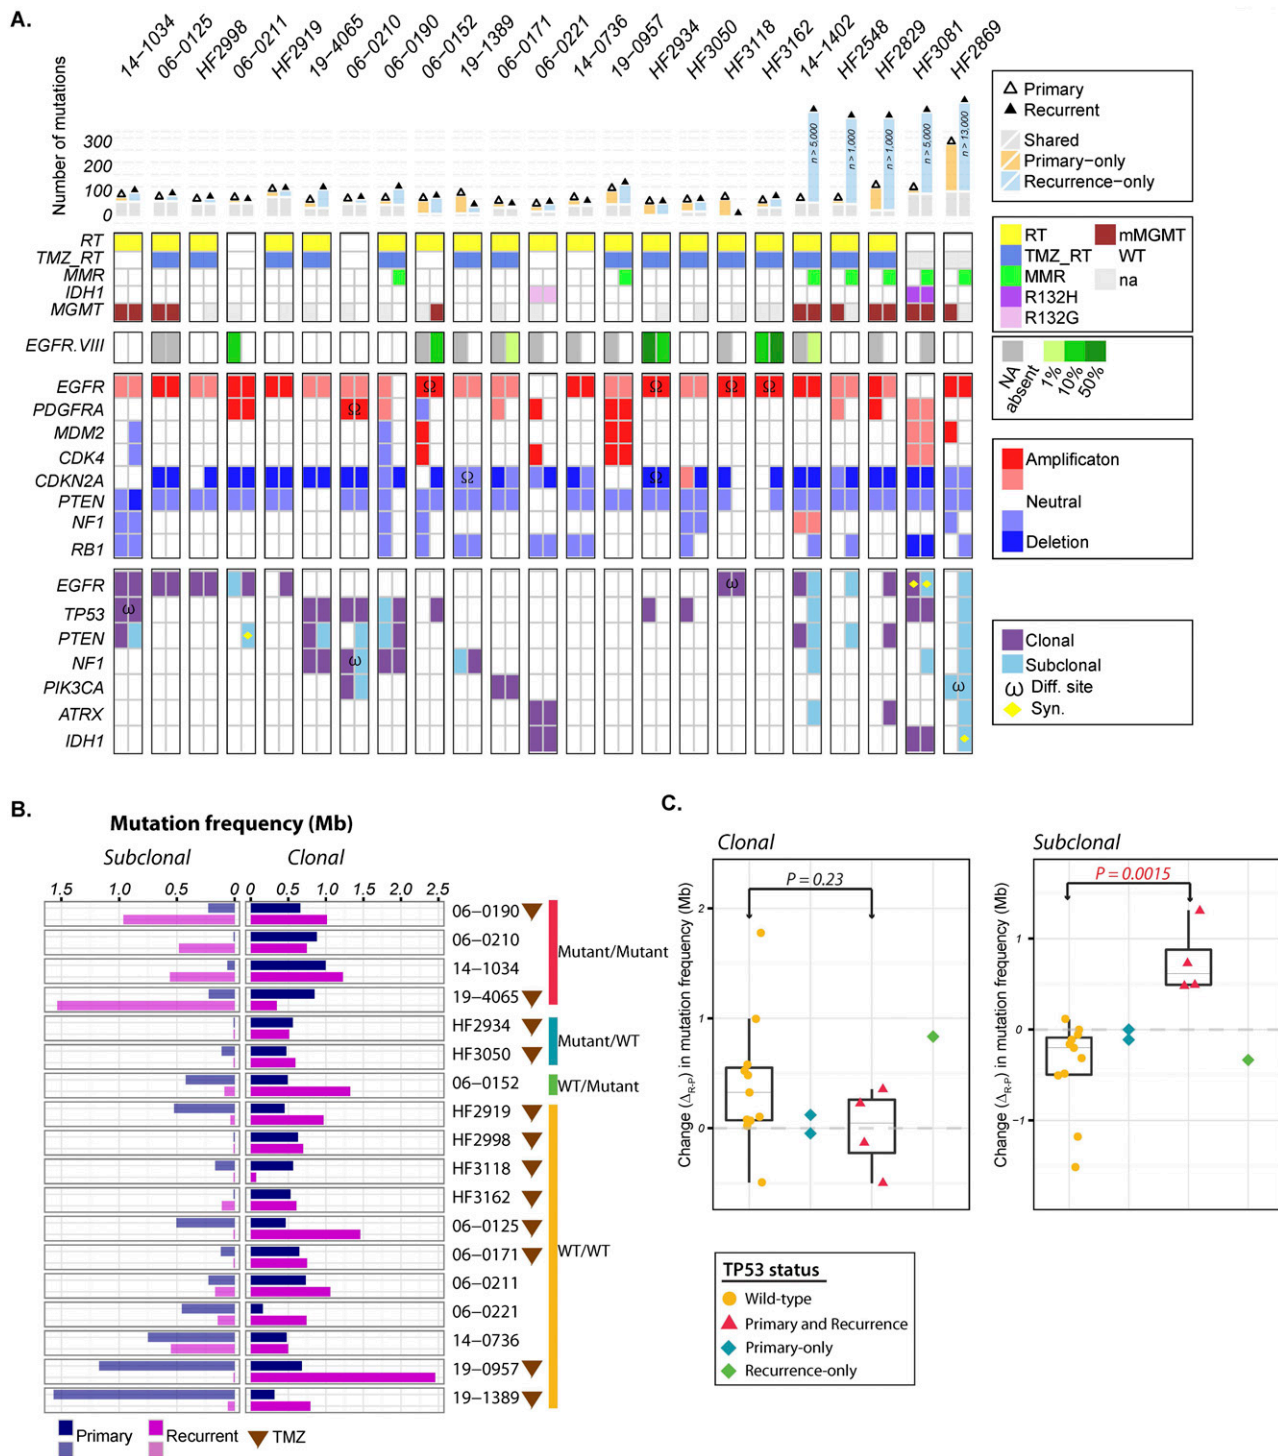 A.
14−1034
06−0125
HF2998
06−0211
HF2919
19−4065
06−0210
06−0190
06−0152
19−1389
06−0171
06−0221
14−0736
19−0957
HF2934
HF3050
HF3118
HF3162
14−1402
HF2548
HF2829
HF3081
HF2869
Number of mutations
300
200
100
0
n > 5,000
n > 1,000
n > 1,000
n > 5,000
n > 13,000
Primary
Recurrent
Shared
Primary−only
Recurrence−only
RT
TMZ_RT
MMR
IDH1
MGMT
RT mMGMT
TMZ_RT WT
MMR na
R132H
R132G
EGFR.VIII
NA
absent
1%
10%
50%
EGFR Ω Ω Ω Ω
PDGFRA Ω
MDM2
CDK4
CDKN2A Ω Ω
PTEN
NF1
RB1
Amplificaton
Neutral
Deletion
EGFR ω
TP53 ω
PTEN
NF1 ω
PIK3CA ω
ATRX
IDH1
Clonal
Subclonal
ω Diff. site
Syn.
B.
Mutation frequency (Mb)
Subclonal Clonal
1.5 1.0 0.5 0 0 0.5 1.0 1.5 2.0 2.5
06−0190
06−0210
14−1034
19−4065
Mutant/Mutant
HF2934
HF3050
Mutant/WT
06−0152
WT/Mutant
HF2919
HF2998
HF3118
HF3162
06−0125
06−0171
06−0211
06−0221
14−0736
19−0957
19−1389
WT/WT
Primary Recurrent TMZ
C.
Clonal
P = 0.23
Change (ΔR-P) in mutation frequency (Mb)
2
1
0
Subclonal
P = 0.0015
Change (ΔR-P) in mutation frequency (Mb)
1
0
−1
TP53 status
Wild-type
Primary and Recurrence
Primary-only
Recurrence-only